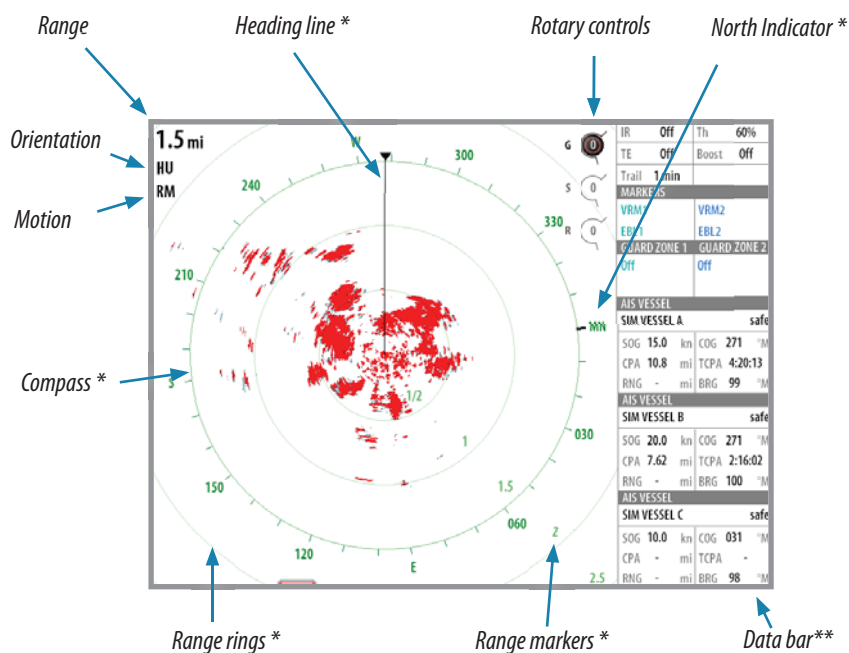 Range
Heading line *
Rotary controls
North Indicator *
Orientation
Motion
Compass *
1.5 mi
HU
RM
W
300
240
330
210
S
030
150
060
120
E
1/2
1
1.5
2
2.5
G 0
S 0
R 0
IR Off Th 60%
TE Off Boost Off
Trail 1 min
MARKERS
VRM1 VRM2
EBL1 EBL2
GUARD ZONE 1 GUARD ZONE 2
Off Off
AIS VESSEL
SIM VESSEL A safe
SOG 15.0 kn COG 271 °M
CPA 10.8 mi TCPA 4:20:13
RNG - mi BRG 99 °M
AIS VESSEL
SIM VESSEL B safe
SOG 20.0 kn COG 271 °M
CPA 7.62 mi TCPA 2:16:02
RNG - mi BRG 100 °M
AIS VESSEL
SIM VESSEL C safe
SOG 10.0 kn COG 031 °M
CPA - mi TCPA -
RNG - mi BRG 98 °M
Range rings *
Range markers *
Data bar**